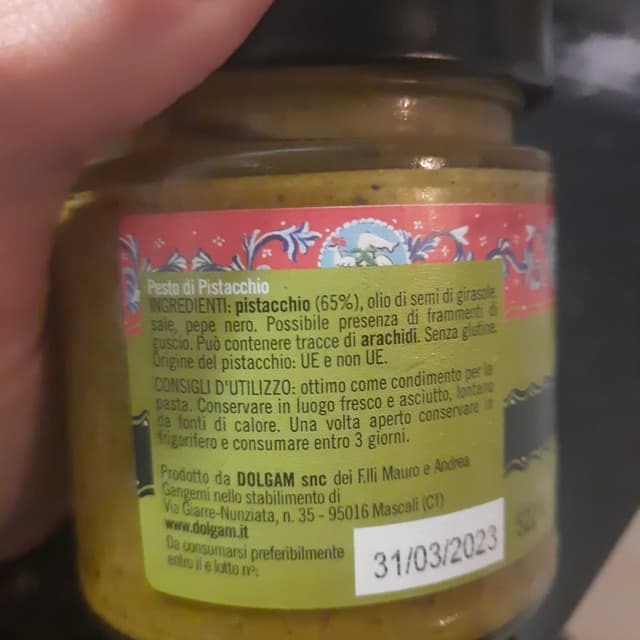 Pesto di Pistacchio
INGREDIENTI: pistacchio (65%), olio di semi di girasole,
sale, pepe nero. Possibile presenza di frammenti di
guscio. Può contenere tracce di arachidi. Senza glutine.
Origine del pistacchio: UE e non UE.
CONSIGLI D'UTILIZZO: ottimo come condimento per la
pasta. Conservare in luogo fresco e asciutto, lontano
da fonti di calore. Una volta aperto conservare in
frigorifero e consumare entro 3 giorni.
Prodotto da DOLGAM snc dei F.lli Mauro e Andrea
Gangemi nello stabilimento di
Via Giarre-Nunziata, n. 35 - 95016 Mascali (CT)
www.dolgam.it
Da consumarsi preferibilmente
entro il e lotto n°:
31/03/2023